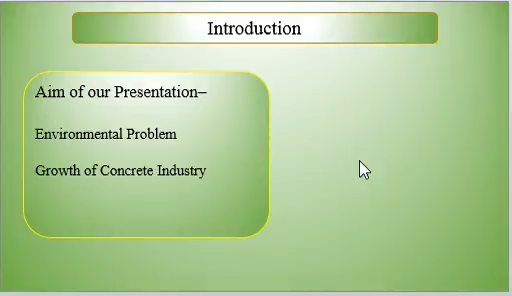 Introduction
Aim of our Presentation–
Environmental Problem
Growth of Concrete Industry